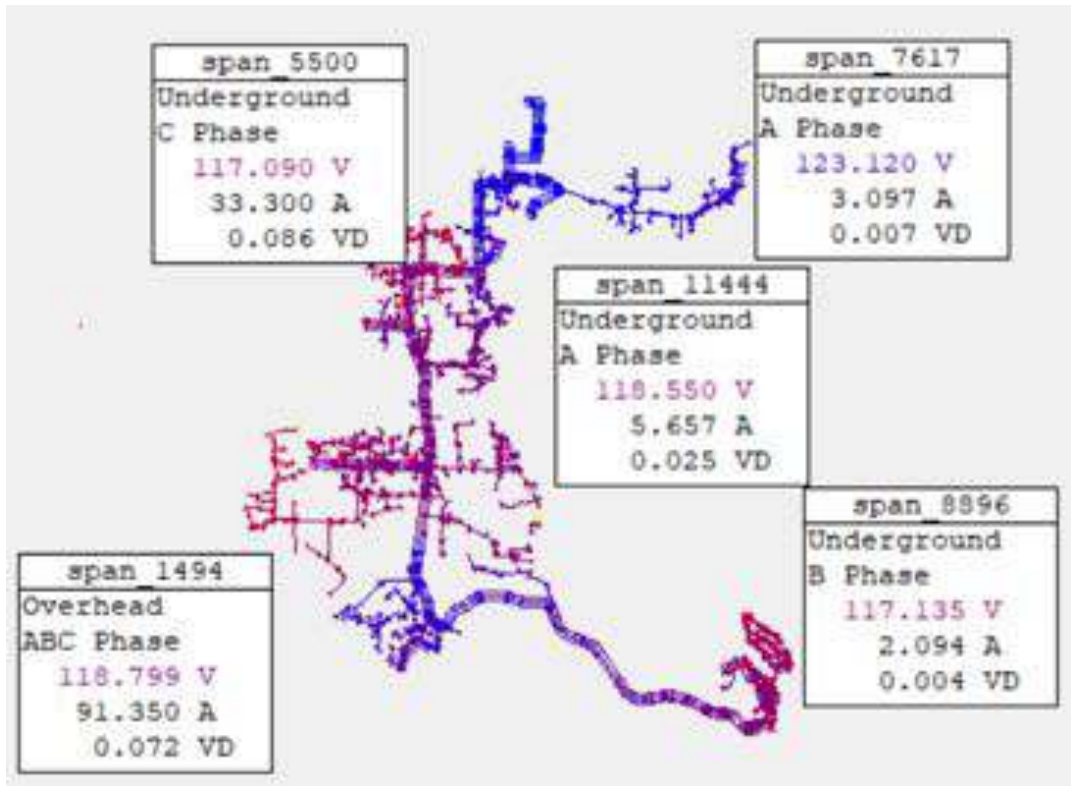 span_5500
Underground
C Phase
117.090 V
33.300 A
0.086 VD
span_7617
Underground
A Phase
123.120 V
3.097 A
0.007 VD
span_11444
Underground
A Phase
118.550 V
5.657 A
0.025 VD
span_8896
Underground
B Phase
117.135 V
2.094 A
0.004 VD
span_1494
Overhead
ABC Phase
118.799 V
91.350 A
0.072 VD